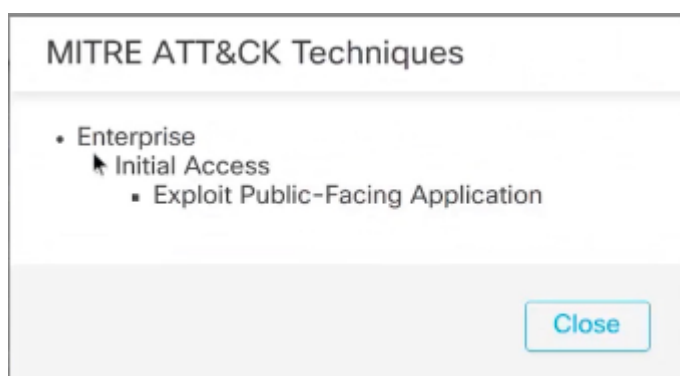 MITRE ATT&CK Techniques
• Enterprise
Initial Access
▪ Exploit Public-Facing Application
Close